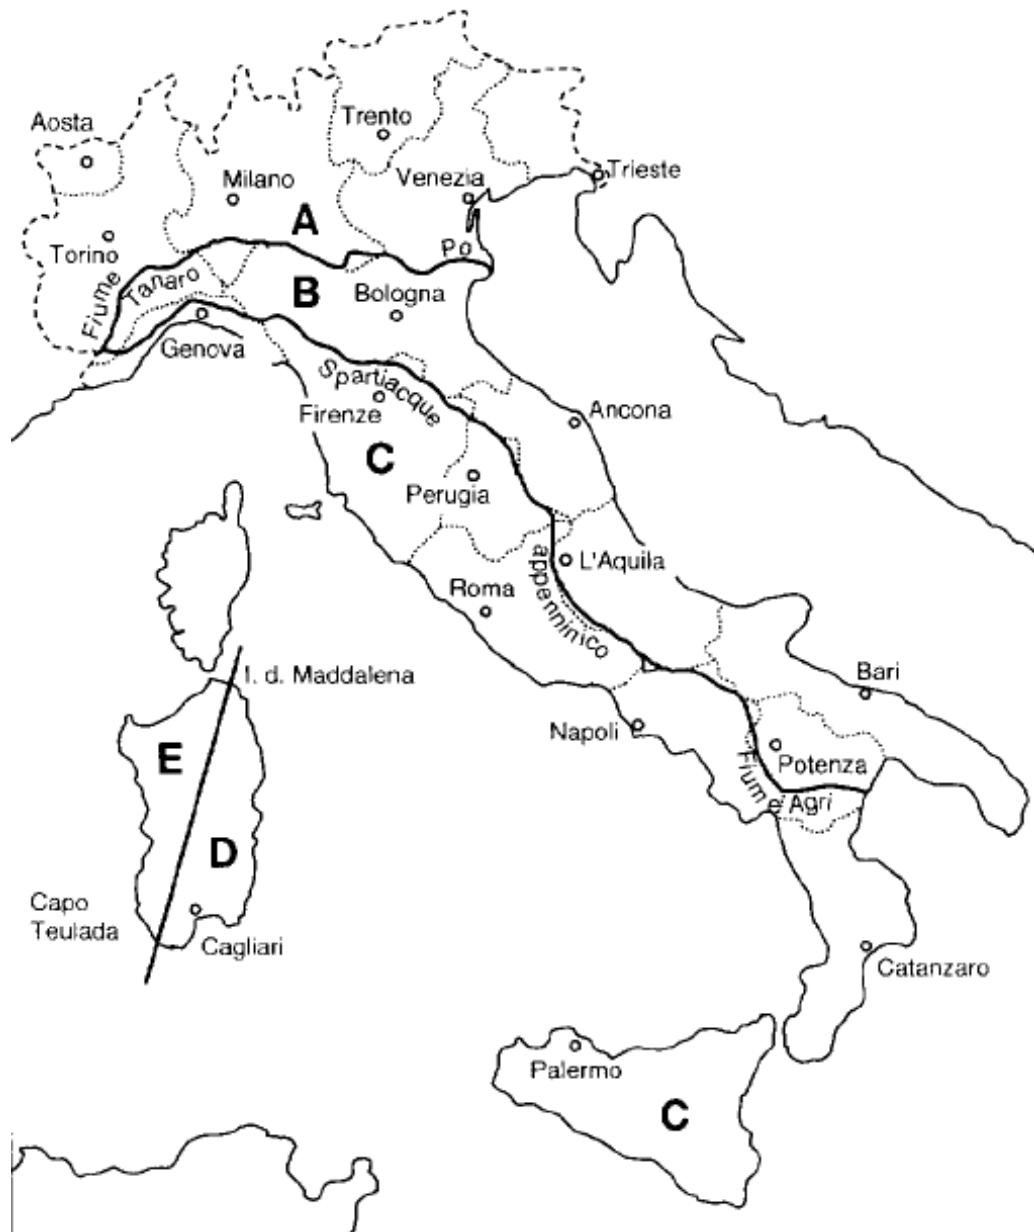 Trento
Aosta
Venezia
Trieste
Milano
A
Po
Torino
Fiume
Tanaro
B
Bologna
Genova
Spartiacque
Firenze
Ancona
C
Perugia
L'Aquila
appenninico
Roma
I. d. Maddalena
Bari
Napoli
E
Potenza
Fiume Agri
D
Capo
Teulada
Cagliari
Catanzaro
Palermo
C